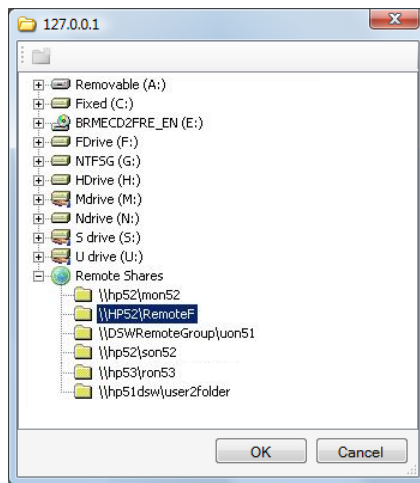 127.0.0.1
Removable (A:)
Fixed (C:)
BRMECD2FRE_EN (E:)
FDrive (F:)
NTFSG (G:)
HDrive (H:)
Mdrive (M:)
Ndrive (N:)
S drive (S:)
U drive (U:)
Remote Shares
\\hp52\mon52
\\HP52\RemoteF
\\DSWRemoteGroup\uon51
\\hp52\son52
\\hp53\ron53
\\hp51dsw\user2folder
OK Cancel